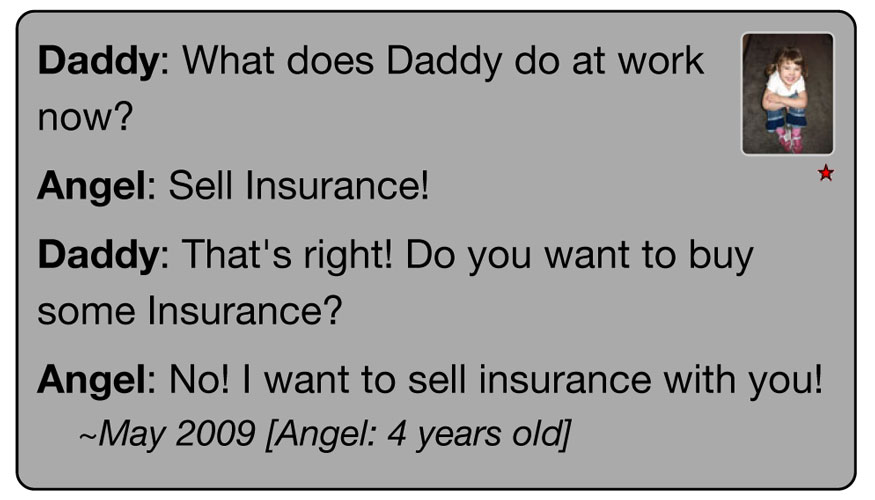 Daddy: What does Daddy do at work
now?
Angel: Sell Insurance!
Daddy: That's right! Do you want to buy
some Insurance?
Angel: No! I want to sell insurance with you!
~May 2009 [Angel: 4 years old]